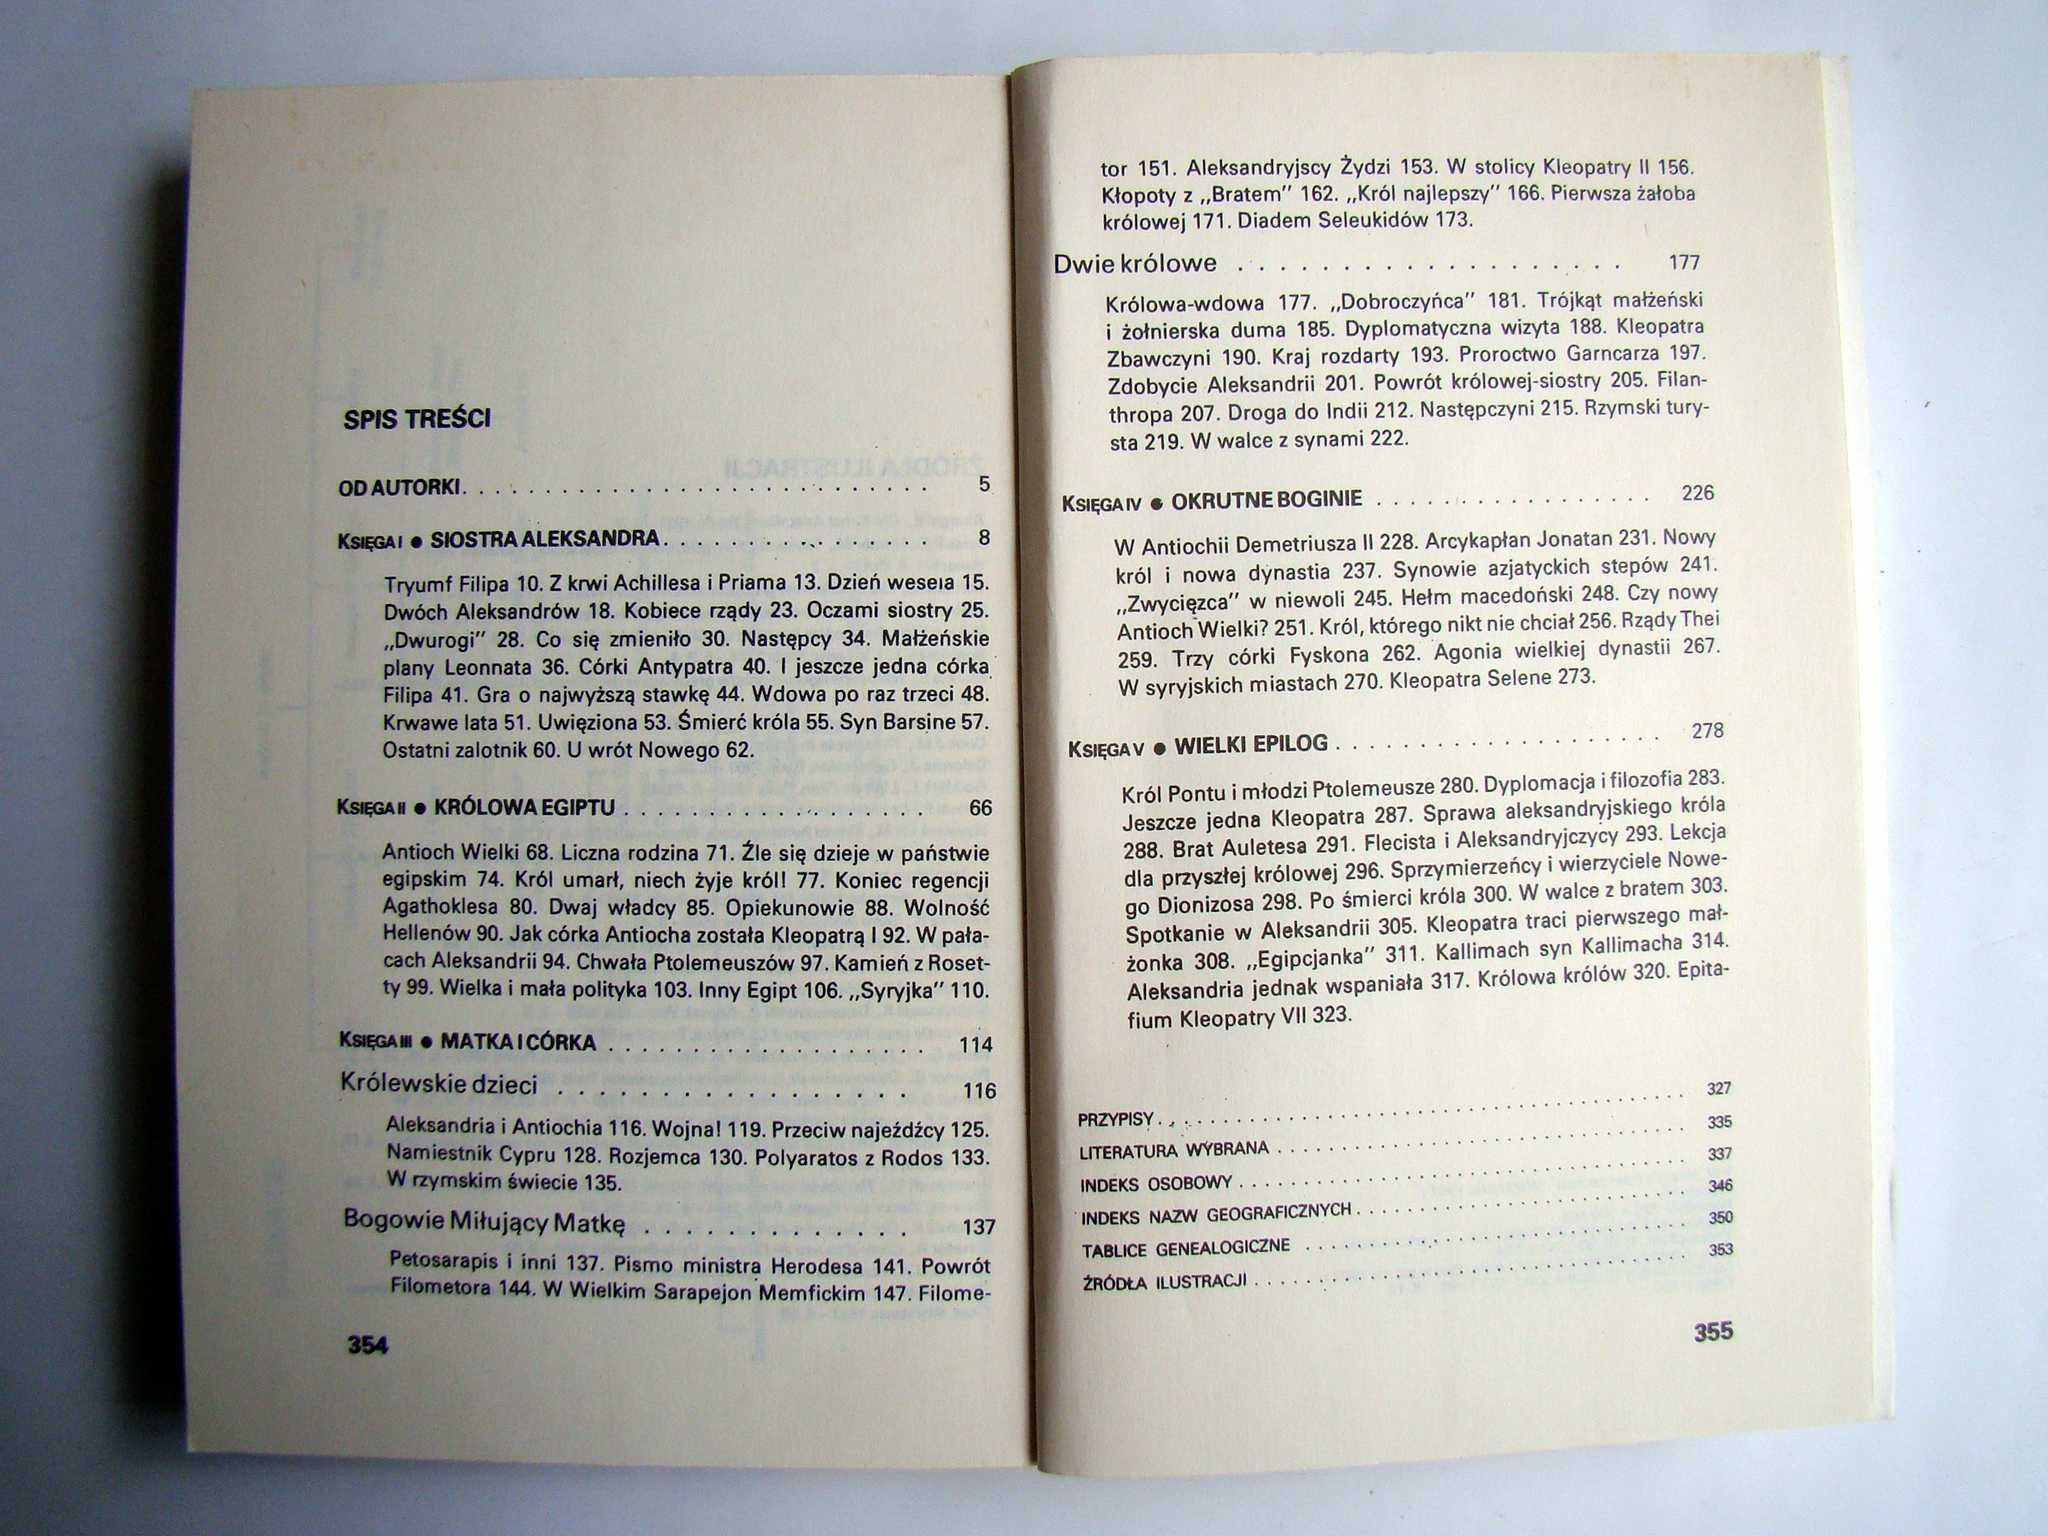 SPIS TREŚCI
OD AUTORKI. . . . . . . . . . . . . . . . . . . . . . . . . . . . 5
KSIĘGA I ● SIOSTRA ALEKSANDRA. . . . . . . . . . . . . . . . 8
Tryumf Filipa 10. Z krwi Achillesa i Priama 13. Dzień wesela 15.
Dwóch Aleksandrów 18. Kobiece rządy 23. Oczami siostry 25.
„Dwurogi" 28. Co się zmieniło 30. Następcy 34. Małżeńskie
plany Leonnata 36. Córki Antypatra 40. I jeszcze jedna córka
Filipa 41. Gra o najwyższą stawkę 44. Wdowa po raz trzeci 48.
Krwawe lata 51. Uwięziona 53. Śmierć króla 55. Syn Barsine 57.
Ostatni zalotnik 60. U wrót Nowego 62.
KSIĘGA II ● KRÓLOWA EGIPTU . . . . . . . . . . . . . . . . . . 66
Antioch Wielki 68. Liczna rodzina 71. Źle się dzieje w państwie
egipskim 74. Król umarł, niech żyje król! 77. Koniec regencji
Agathoklesa 80. Dwaj władcy 85. Opiekunowie 88. Wolność
Hellenów 90. Jak córka Antiocha została Kleopatrą I 92. W pała-
cach Aleksandrii 94. Chwała Ptolemeuszów 97. Kamień z Roset-
ty 99. Wielka i mała polityka 103. Inny Egipt 106. „Syryjka" 110.
KSIĘGA III ● MATKA I CÓRKA . . . . . . . . . . . . . . . . . . . 114
Królewskie dzieci . . . . . . . . . . . . . . . . . 116
Aleksandria i Antiochia 116. Wojna! 119. Przeciw najeźdźcy 125.
Namiestnik Cypru 128. Rozjemca 130. Polyaratos z Rodos 133.
W rzymskim świecie 135.
Bogowie Miłujący Matkę . . . . . . . . . . . . . 137
Petosarapis i inni 137. Pismo ministra Herodesa 141. Powrót
Filometora 144. W Wielkim Sarapejon Memfickim 147. Filome-
354
tor 151. Aleksandryjscy Żydzi 153. W stolicy Kleopatry II 156.
Kłopoty z „Bratem" 162. „Król najlepszy" 166. Pierwsza żałoba
królowej 171. Diadem Seleukidów 173.
Dwie królowe . . . . . . . . . . . . . . . . . . . 177
Królowa-wdowa 177. „Dobroczyńca" 181. Trójkąt małżeński
i żołnierska duma 185. Dyplomatyczna wizyta 188. Kleopatra
Zbawczyni 190. Kraj rozdarty 193. Proroctwo Garncarza 197.
Zdobycie Aleksandrii 201. Powrót królowej-siostry 205. Filan-
thropa 207. Droga do Indii 212. Następczyni 215. Rzymski tury-
sta 219. W walce z synami 222.
KSIĘGA IV ● OKRUTNE BOGINIE . . . . . . . . . . . . . . . . 226
W Antiochii Demetriusza II 228. Arcykapłan Jonatan 231. Nowy
król i nowa dynastia 237. Synowie azjatyckich stepów 241.
„Zwycięzca" w niewoli 245. Hełm macedoński 248. Czy nowy
Antioch Wielki? 251. Król, którego nikt nie chciał 256. Rządy Thei
259. Trzy córki Fyskona 262. Agonia wielkiej dynastii 267.
W syryjskich miastach 270. Kleopatra Selene 273.
KSIĘGA V ● WIELKI EPILOG . . . . . . . . . . . . . . . . . . . 278
Król Pontu i młodzi Ptolemeusze 280. Dyplomacja i filozofia 283.
Jeszcze jedna Kleopatra 287. Sprawa aleksandryjskiego króla
288. Brat Auletesa 291. Flecista i Aleksandryjczycy 293. Lekcja
dla przyszłej królowej 296. Sprzymierzeńcy i wierzyciele Nowe-
go Dionizosa 298. Po śmierci króla 300. W walce z bratem 303.
Spotkanie w Aleksandrii 305. Kleopatra traci pierwszego mał-
żonka 308. „Egipcjanka" 311. Kallimach syn Kallimacha 314.
Aleksandria jednak wspaniała 317. Królowa królów 320. Epita-
fium Kleopatry VII 323.
PRZYPISY . . . . . . . . . . . . . . . . . . . . . . . . . . . . 327
LITERATURA WYBRANA . . . . . . . . . . . . . . . . . . . . . . 335
INDEKS OSOBOWY . . . . . . . . . . . . . . . . . . . . . . . . 337
INDEKS NAZW GEOGRAFICZNYCH . . . . . . . . . . . . . . . . . . 346
TABLICE GENEALOGICZNE . . . . . . . . . . . . . . . . . . . . . 350
ŹRÓDŁA ILUSTRACJI . . . . . . . . . . . . . . . . . . . . . . . 353
355